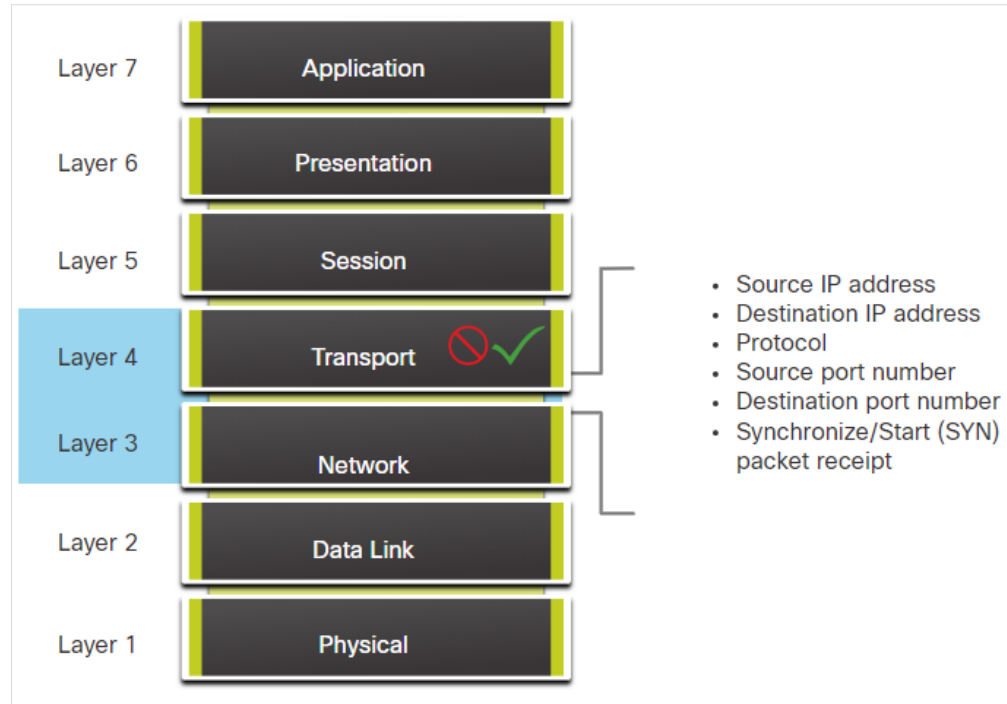 Layer 7 Application
Layer 6 Presentation
Layer 5 Session
Layer 4 Transport
Layer 3 Network
Layer 2 Data Link
Layer 1 Physical
• Source IP address
• Destination IP address
• Protocol
• Source port number
• Destination port number
• Synchronize/Start (SYN)
packet receipt